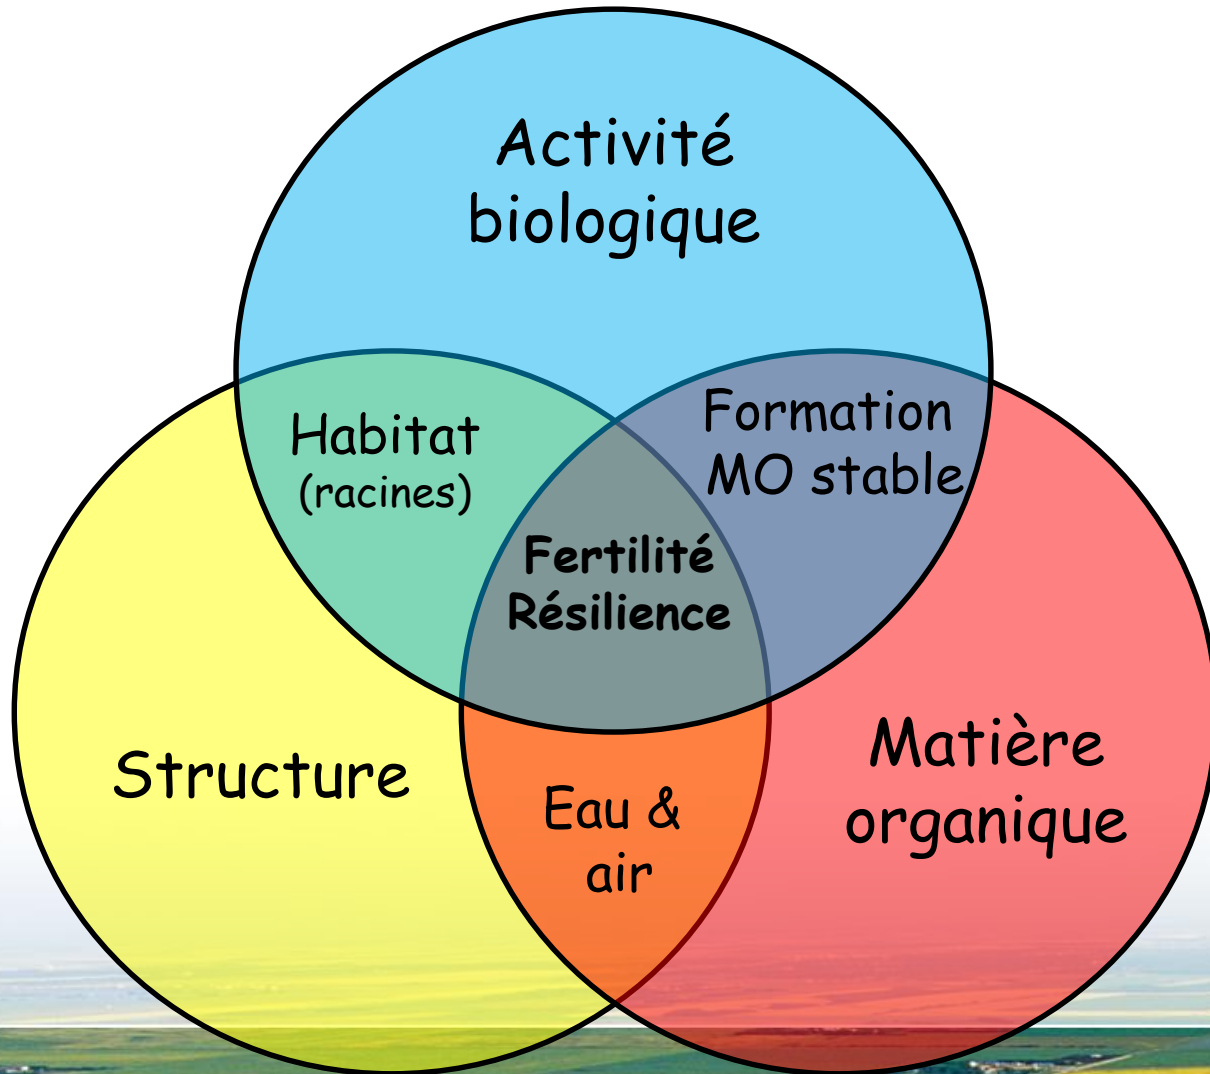 Activité
biologique
Habitat
(racines)
Formation
MO stable
Fertilité
Résilience
Structure
Matière
organique
Eau &
air